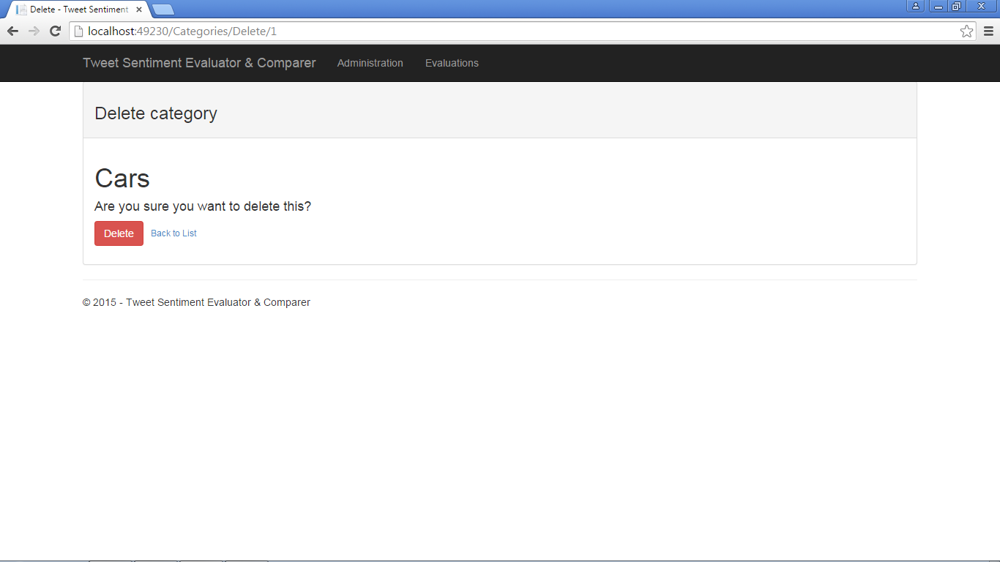 Delete - Tweet Sentiment
localhost:49230/Categories/Delete/1
Tweet Sentiment Evaluator & Comparer Administration Evaluations
Delete category
Cars
Are you sure you want to delete this?
Delete Back to List
© 2015 - Tweet Sentiment Evaluator & Comparer